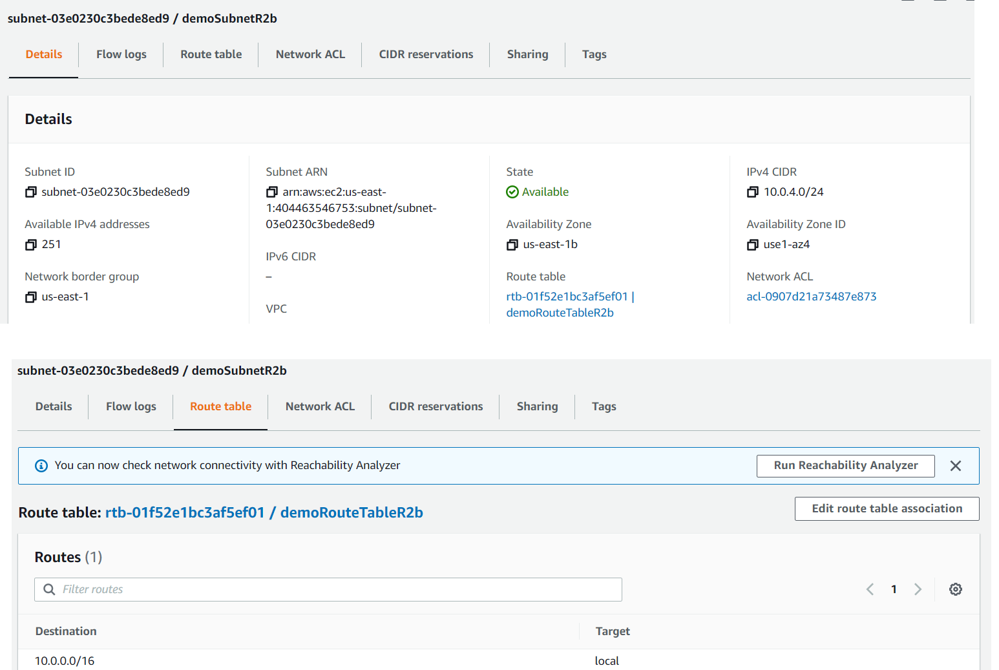 subnet-03e0230c3bede8ed9 / demoSubnetR2b
Details Flow logs Route table Network ACL CIDR reservations Sharing Tags
Details
Subnet ID
subnet-03e0230c3bede8ed9
Available IPv4 addresses
251
Network border group
us-east-1
Subnet ARN
arn:aws:ec2:us-east-
1:404463546753:subnet/subnet-
03e0230c3bede8ed9
IPv6 CIDR
–
VPC
State
Available
Availability Zone
us-east-1b
Route table
rtb-01f52e1bc3af5ef01 |
demoRouteTableR2b
IPv4 CIDR
10.0.4.0/24
Availability Zone ID
use1-az4
Network ACL
acl-0907d21a73487e873
subnet-03e0230c3bede8ed9 / demoSubnetR2b
Details Flow logs Route table Network ACL CIDR reservations Sharing Tags
You can now check network connectivity with Reachability Analyzer
Run Reachability Analyzer
Route table: rtb-01f52e1bc3af5ef01 / demoRouteTableR2b
Edit route table association
Routes (1)
Filter routes
1
Destination Target
10.0.0.0/16 local